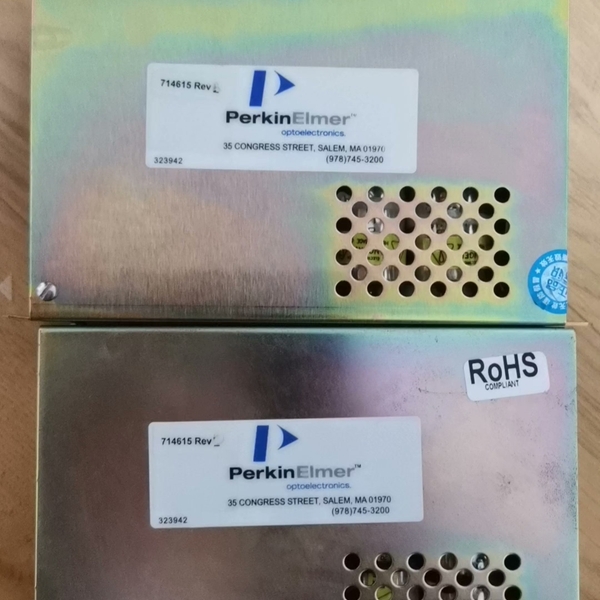 714615 Rev
PerkinElmer™
optoelectronics.
35 CONGRESS STREET, SALEM, MA 01970
(978)745-3200
323942
RoHS
COMPLIANT
714615 Rev
PerkinElmer™
optoelectronics.
35 CONGRESS STREET, SALEM, MA 01970
(978)745-3200
323942